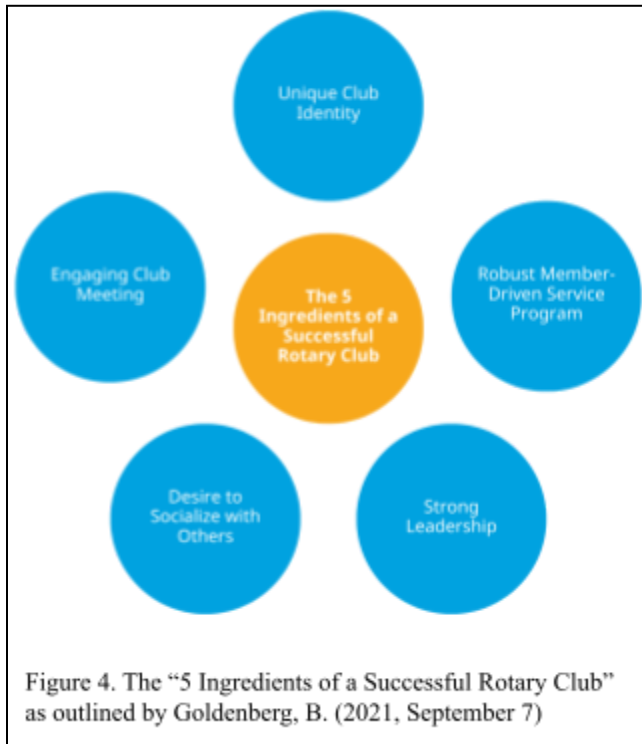 Unique Club
Identity
Engaging Club
Meeting
The 5
Ingredients of a
Successful
Rotary Club
Robust Member-
Driven Service
Program
Desire to
Socialize with
Others
Strong
Leadership
Figure 4. The “5 Ingredients of a Successful Rotary Club”
as outlined by Goldenberg, B. (2021, September 7)